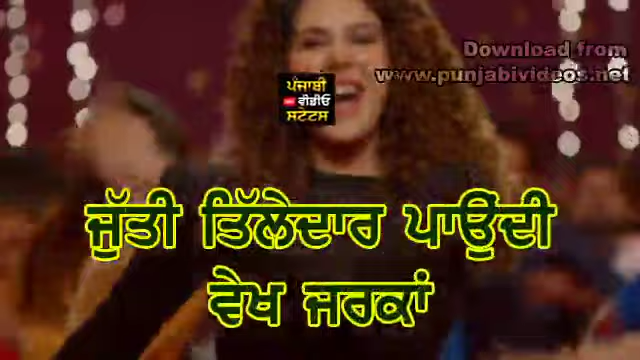 Download from
www.punjabivideos.net
ਪੰਜਾਬੀ
ਵੀਡੀਓ
ਸਟੇਟਸ
ਜੁੱਤੀ ਤਿੱਲੇਦਾਰ ਪਾਉਂਦੀ
ਵੇਖ ਜਰਕਾਂ